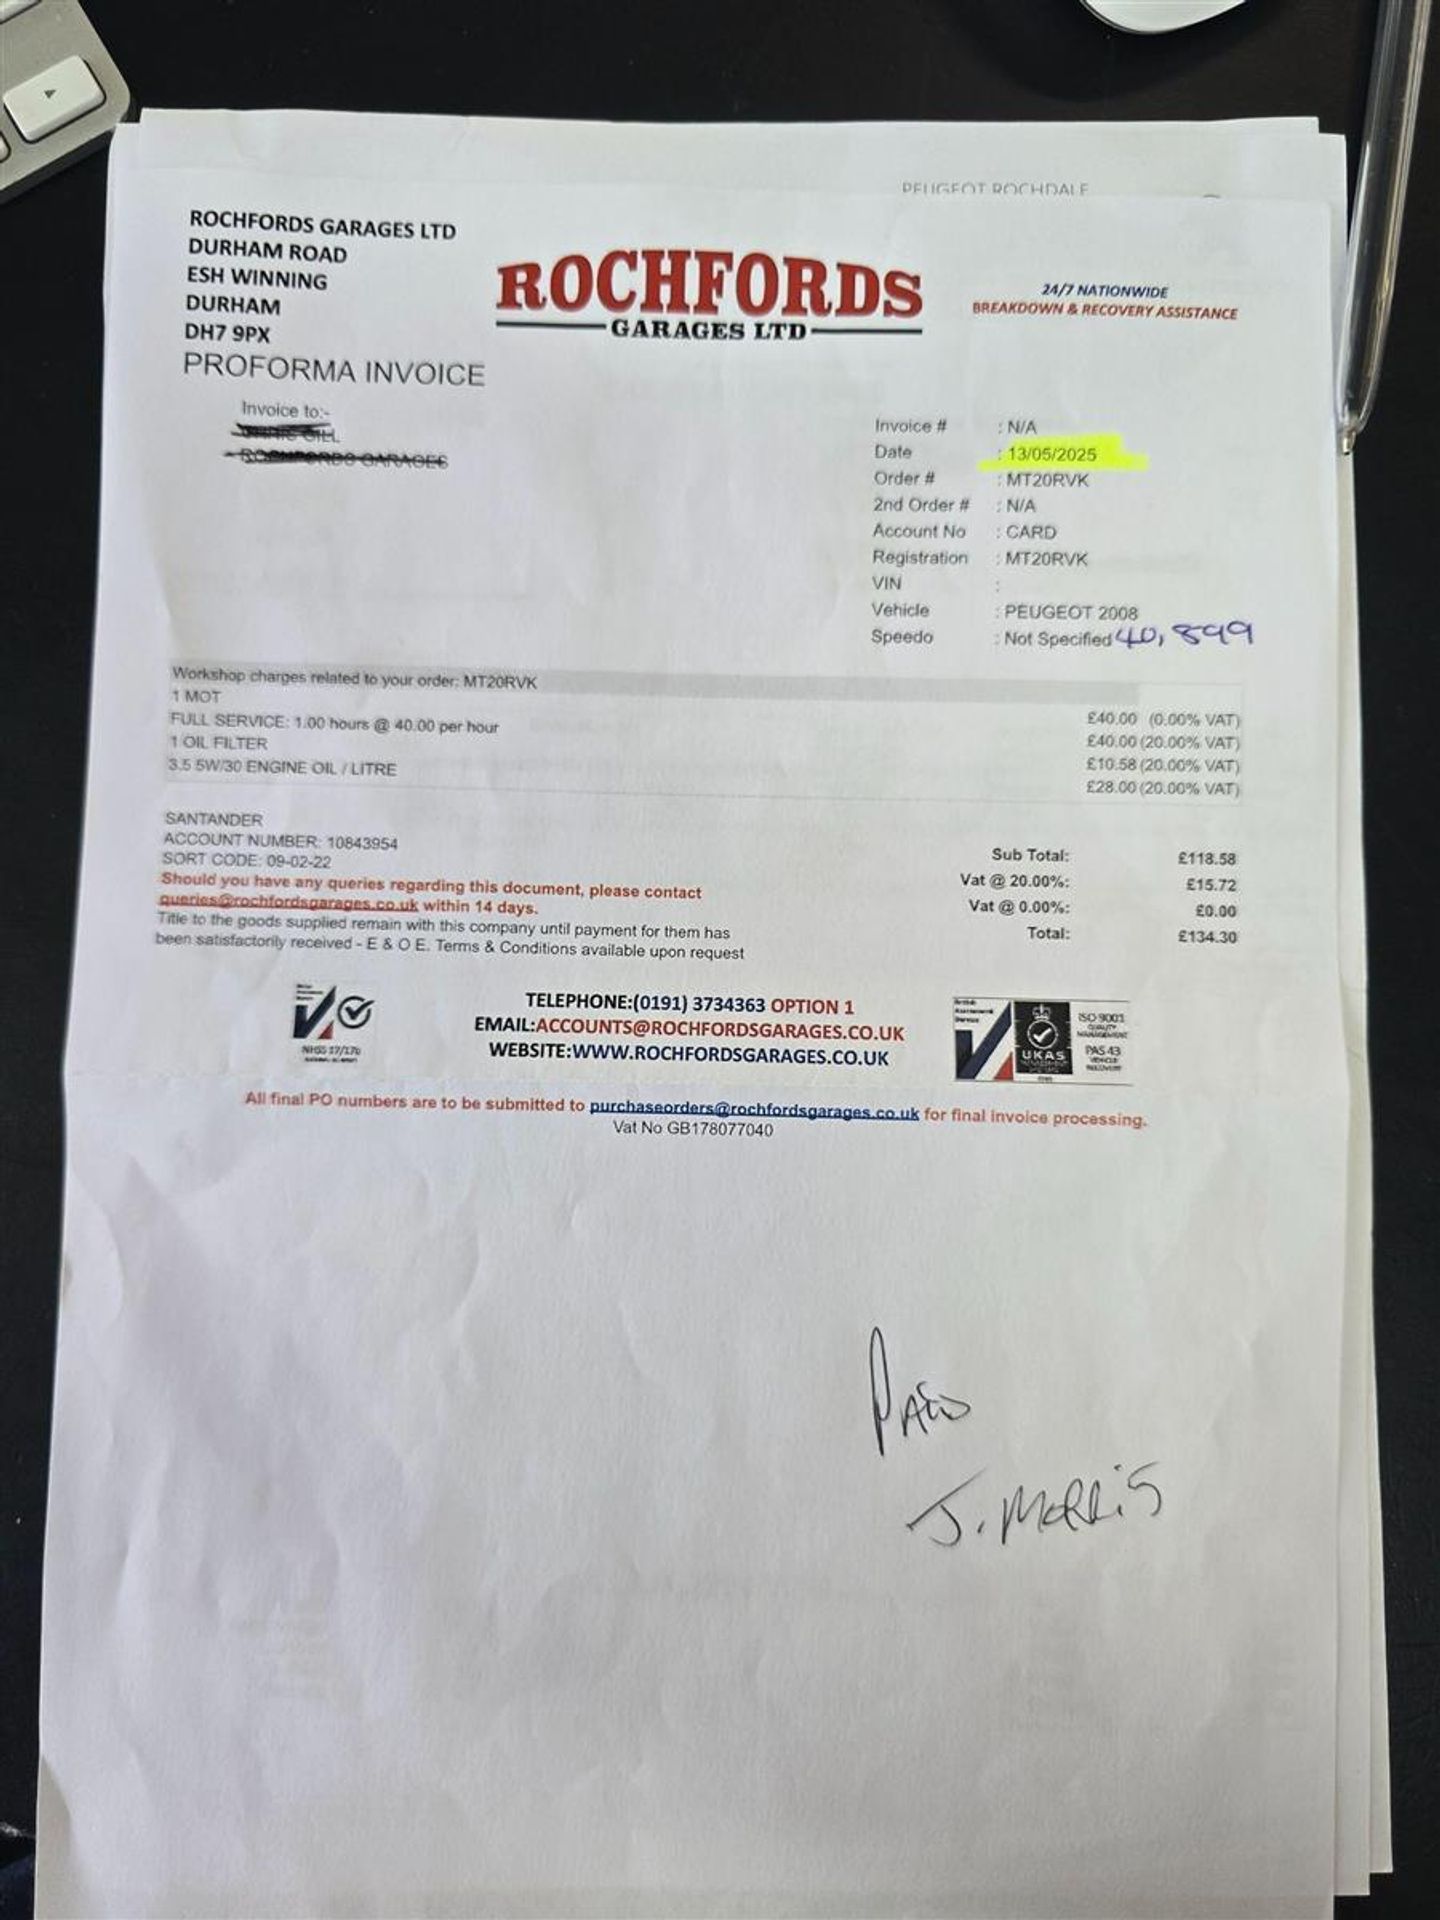 PEUGEOT ROCHDALE
ROCHFORDS GARAGES LTD
DURHAM ROAD
ESH WINNING
DURHAM
DH7 9PX
PROFORMA INVOICE
ROCHFORDS
GARAGES LTD
24/7 NATIONWIDE
BREAKDOWN & RECOVERY ASSISTANCE
Invoice to:-
GARAGES
Invoice # : N/A
Date : 13/05/2025
Order # : MT20RVK
2nd Order # : N/A
Account No : CARD
Registration : MT20RVK
VIN :
Vehicle : PEUGEOT 2008
Speedo : Not Specified 40,899
Workshop charges related to your order: MT20RVK
1 MOT £40.00 (0.00% VAT)
FULL SERVICE: 1.00 hours @ 40.00 per hour £40.00 (20.00% VAT)
1 OIL FILTER £10.58 (20.00% VAT)
3.5 5W/30 ENGINE OIL / LITRE £28.00 (20.00% VAT)
SANTANDER
ACCOUNT NUMBER: 10843954
SORT CODE: 09-02-22
Should you have any queries regarding this document, please contact
queries@rochfordsgarages.co.uk within 14 days.
Title to the goods supplied remain with this company until payment for them has
been satisfactorily received - E & O E. Terms & Conditions available upon request
Sub Total: £118.58
Vat @ 20.00%: £15.72
Vat @ 0.00%: £0.00
Total: £134.30
NHSS 17/17b
TELEPHONE:(0191) 3734363 OPTION 1
EMAIL:ACCOUNTS@ROCHFORDSGARAGES.CO.UK
WEBSITE:WWW.ROCHFORDSGARAGES.CO.UK
UKAS
ISO 9001
QUALITY
MANAGEMENT
PAS 43
VEHICLE
RECOVERY
All final PO numbers are to be submitted to purchaseorders@rochfordsgarages.co.uk for final invoice processing.
Vat No GB178077040
PAID
J. MORRIS